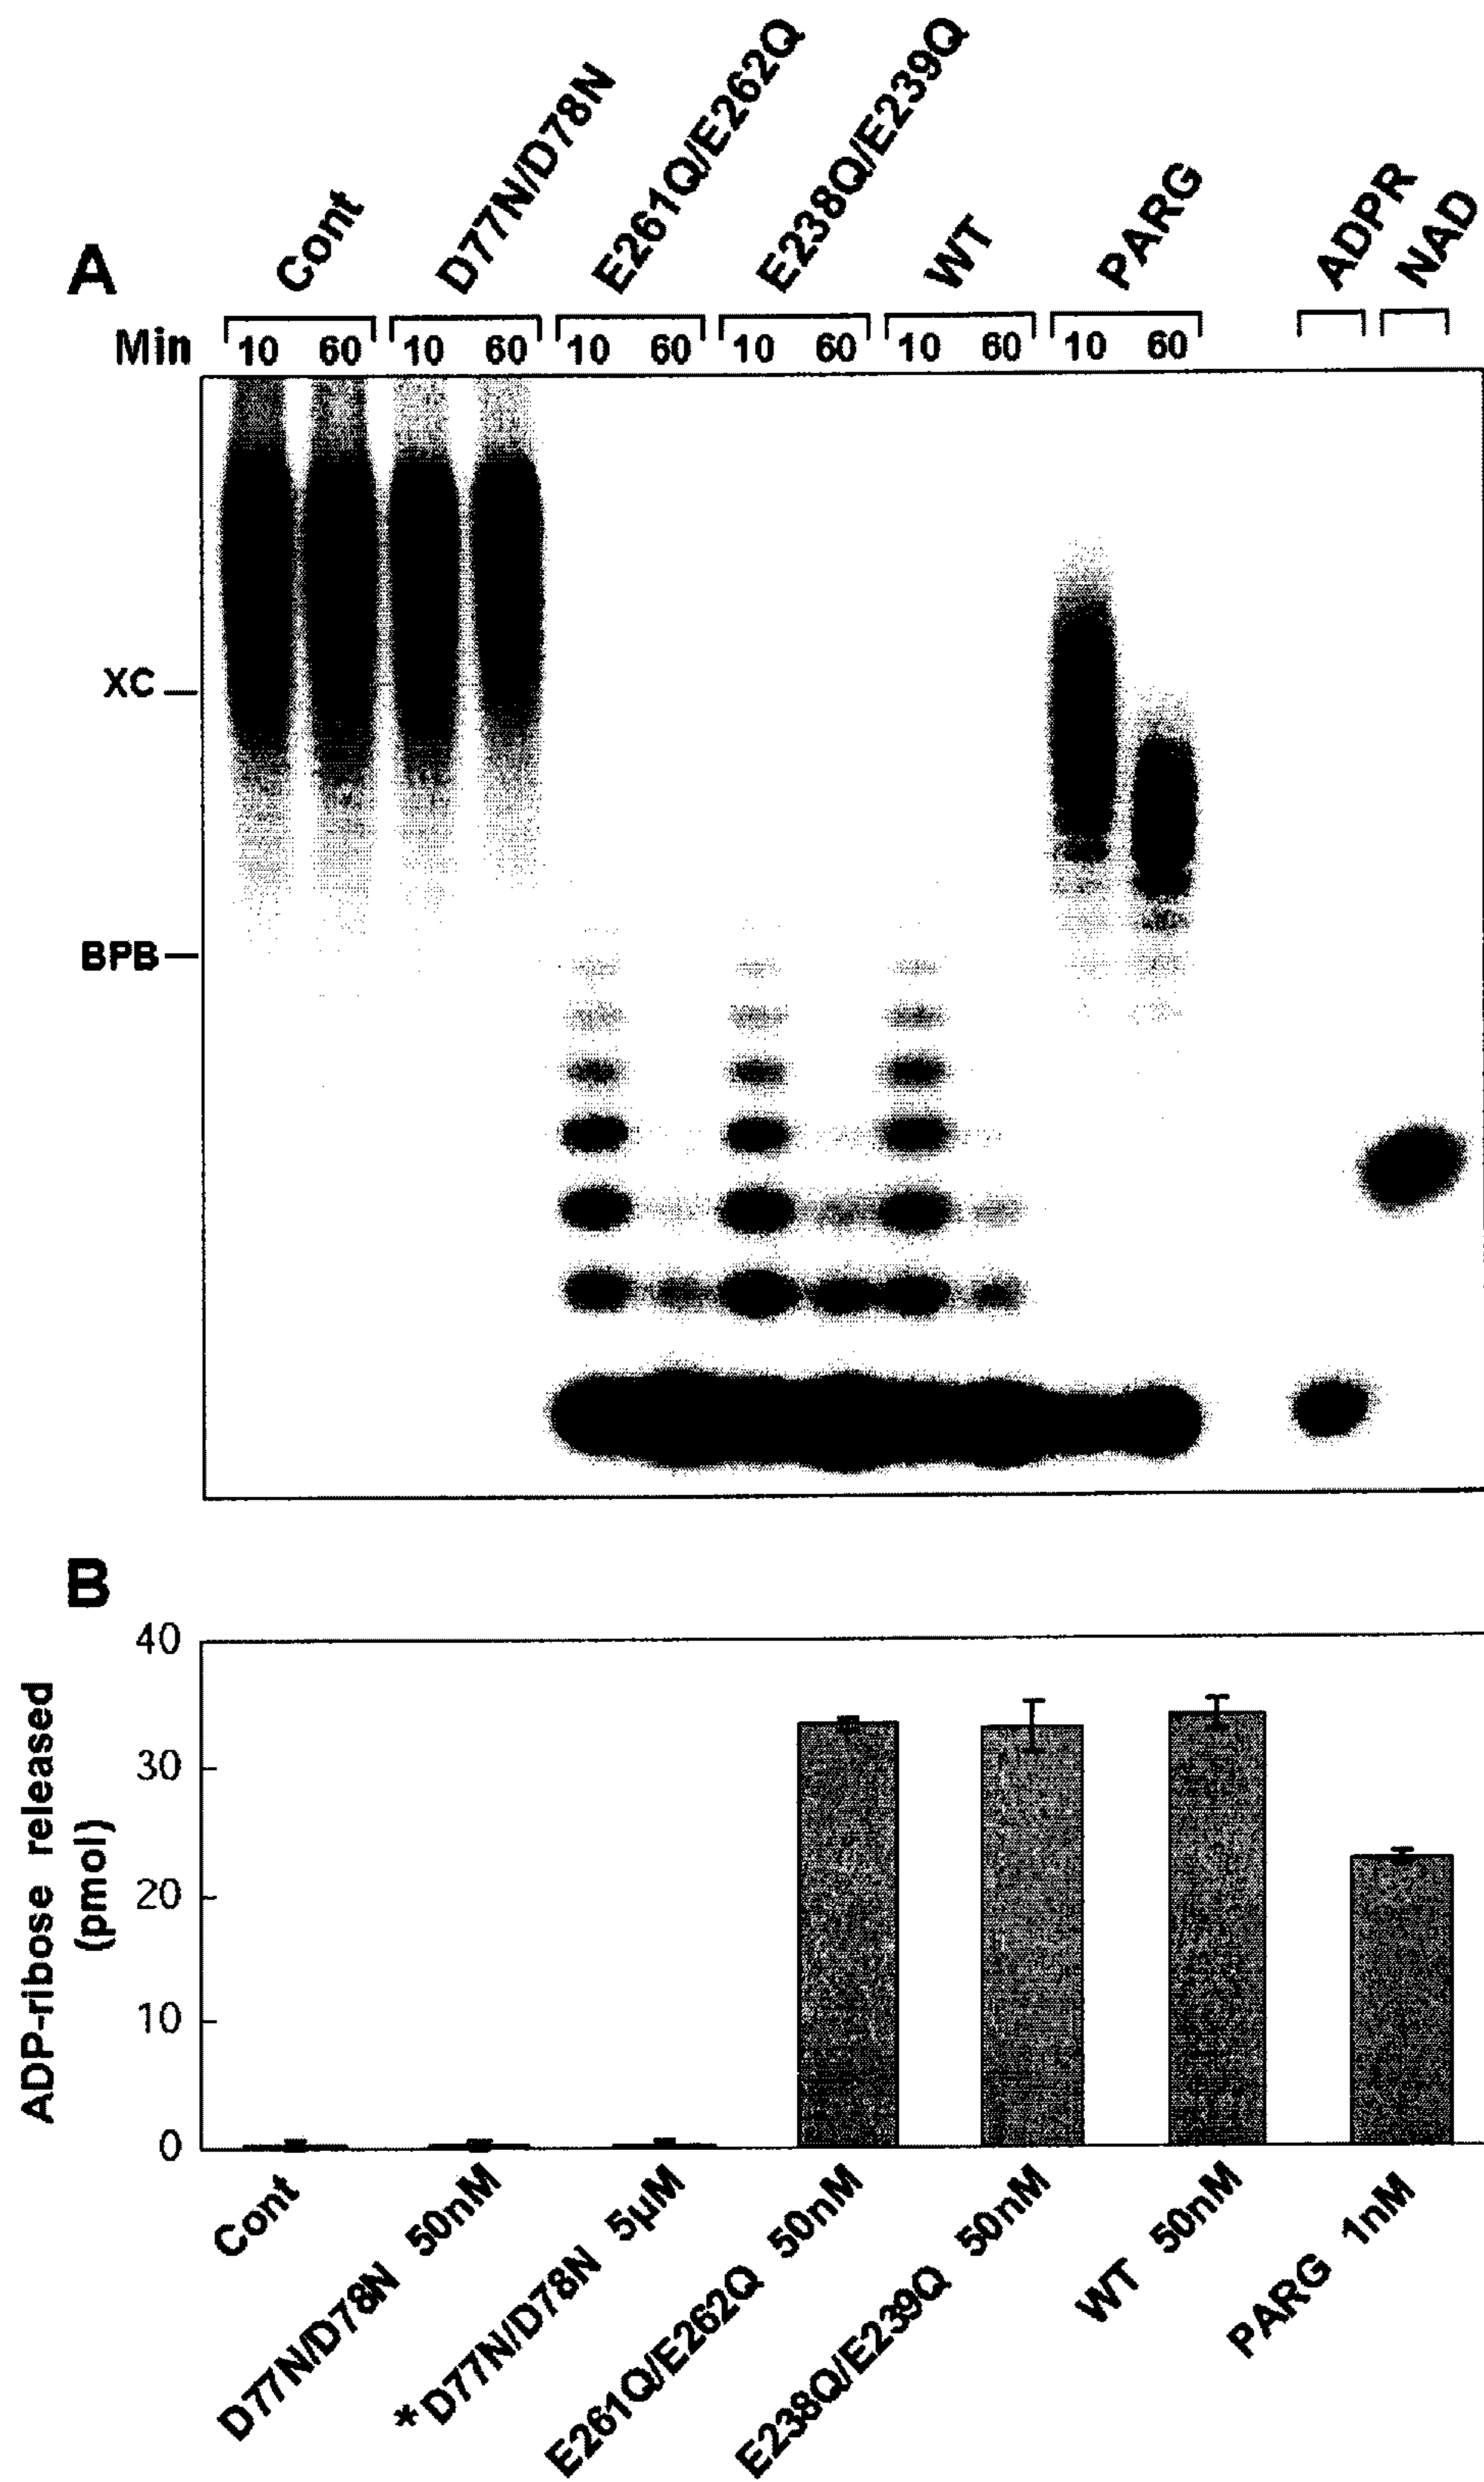 A
Cont
D77N/D78N
E261Q/E262Q
E238Q/E239Q
WT
PARG
ADPR
NAD
Min 10 60 10 60 10 60 10 60 10 60 10 60
XC
BPB
B
ADP-ribose released
(pmol)
40
30
20
10
0
Cont
D77N/D78N 50nM
*D77N/D78N 5µM
E261Q/E262Q 50nM
E238Q/E239Q 50nM
WT 50nM
PARG 1nM